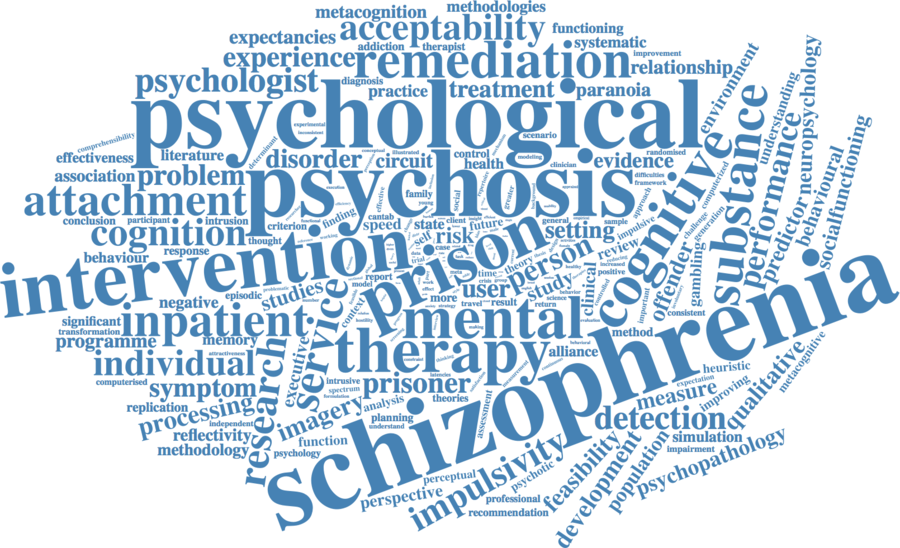 metacognition
methodologies
acceptability
functioning
expectancies
addiction
therapist
systematic
improvement
experience
remediation
relationship
psychologist
diagnosis
practice
treatment
paranoia
environment
psychological
experimental
inconsistent
scenario
comprehensibility
determinant
effectiveness
literature
disorder
circuit
control
health
modeling
clinician
randomised
evidence
association
problem
psychosis
difficulties
framework
attachment
family
social
greater
approach
computerized
cognitive
substance
understanding
performance
neuropsychology
predictor
behavioural
socialfunctioning
conclusion
participant
intrusion
criterion
finding
cantab
speed
state
client
future
general
sample
setting
impulsive
challenge
generation
cognition
thought
self
risk
case
behaviour
response
intervention
prison
person
review
offender
gambling
theory
time
user
study
clinical
increased
positive
important
consistent
negative
episodic
studies
report
model
context
more
travel
result
science
return
significant
transformation
programme
inpatient
memory
service
mental
method
schizophrenia
individual
attractiveness
research
executive
therapy
alliance
behavioral
computerised
symptom
intrusive
spectrum
formulation
prisoner
theories
assessment
heuristic
expectation
measure
improving
qualitative
metacognitive
replication
processing
independent
imagery
analysis
planning
understand
detection
reflectivity
methodology
function
psychology
simulation
impairment
perceptual
perspective
impulsivity
psychotic
feasibility
development
population
psychopathology
professional
recommendation